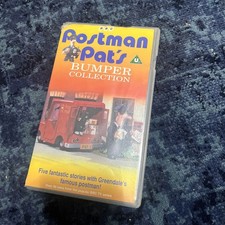 Postman
Pat's
U
BUMPER
COLLECTION
Five fantastic stories with Greendale's
famous postman!